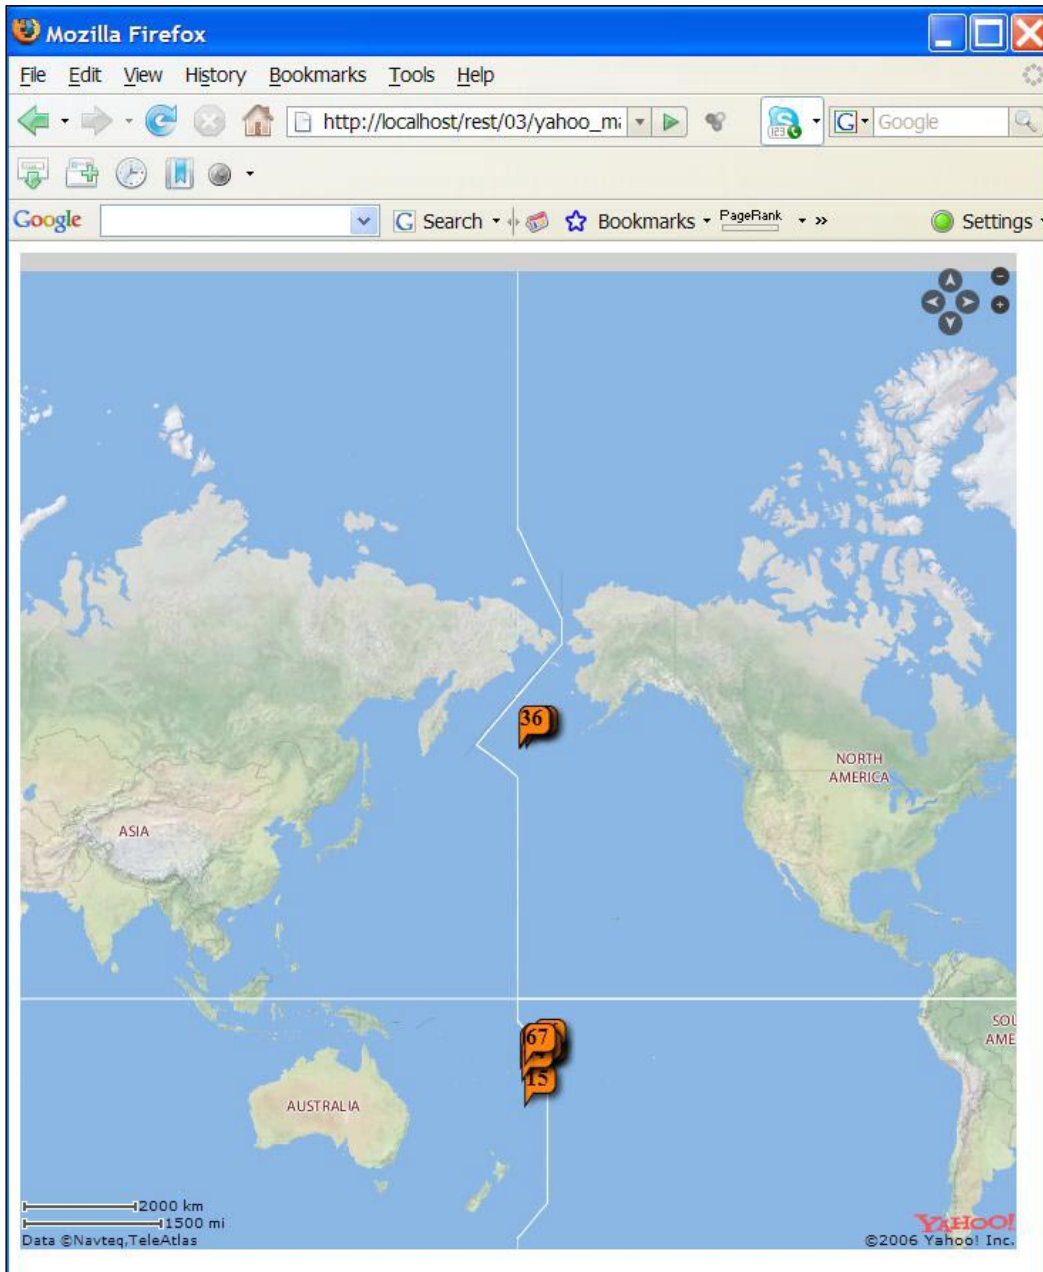 Mozilla Firefox
File Edit View History Bookmarks Tools Help
http://localhost/rest/03/yahoo_ma 123 G Google
Google G Search Bookmarks PageRank » Settings
36
NORTH
AMERICA
ASIA
SOU
AME
67
15
AUSTRALIA
2000 km
1500 mi
YAHOO!
Data ©Navteq,TeleAtlas ©2006 Yahoo! Inc.